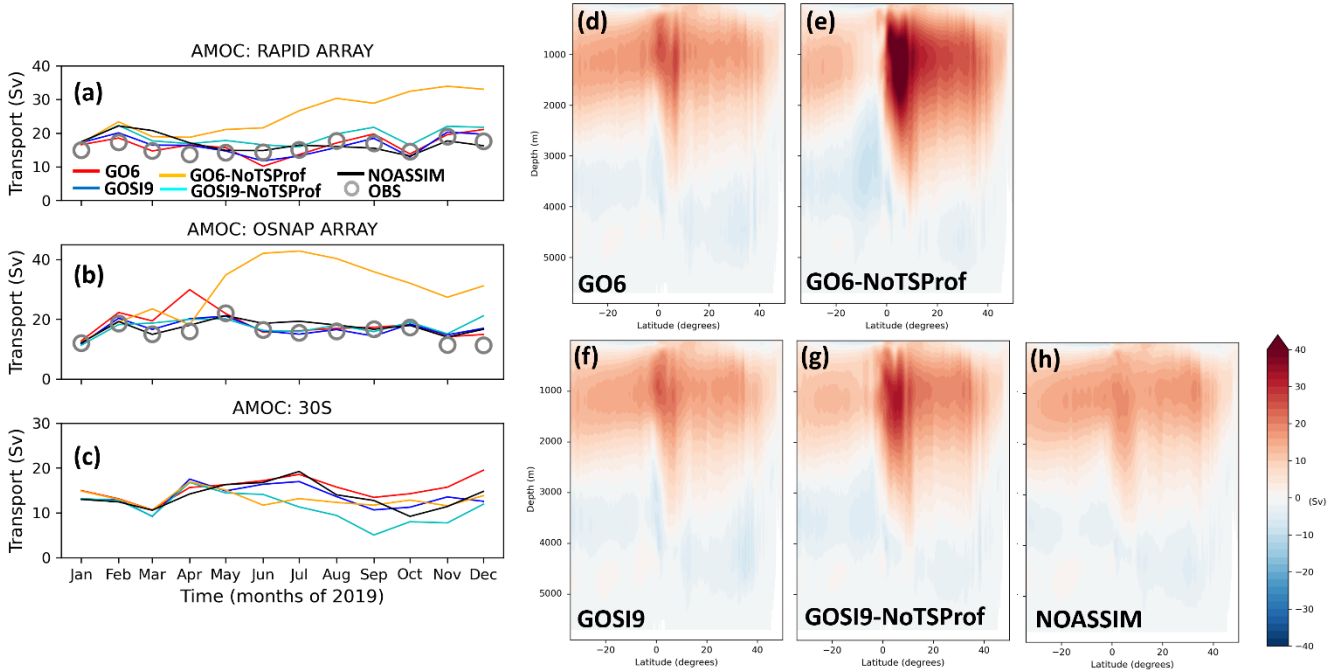 AMOC: RAPID ARRAY
Transport (Sv)
40
30
20
10
0
(a)
GO6
GO6-NoTSProf
NOASSIM
GOSI9
GOSI9-NoTSProf
OBS
AMOC: OSNAP ARRAY
Transport (Sv)
40
20
0
(b)
AMOC: 30S
Transport (Sv)
30
20
10
0
(c)
Jan Feb Mar Apr May Jun Jul Aug Sep Oct Nov Dec
Time (months of 2019)
(d)
Depth (m)
1000
2000
3000
4000
5000
GO6
−20 0 20 40
Latitude (degrees)
(e)
GO6-NoTSProf
−20 0 20 40
Latitude (degrees)
(f)
Depth (m)
1000
2000
3000
4000
5000
GOSI9
−20 0 20 40
Latitude (degrees)
(g)
GOSI9-NoTSProf
−20 0 20 40
Latitude (degrees)
(h)
NOASSIM
−20 0 20 40
Latitude (degrees)
40
30
20
10
0
(Sv)
−10
−20
−30
−40